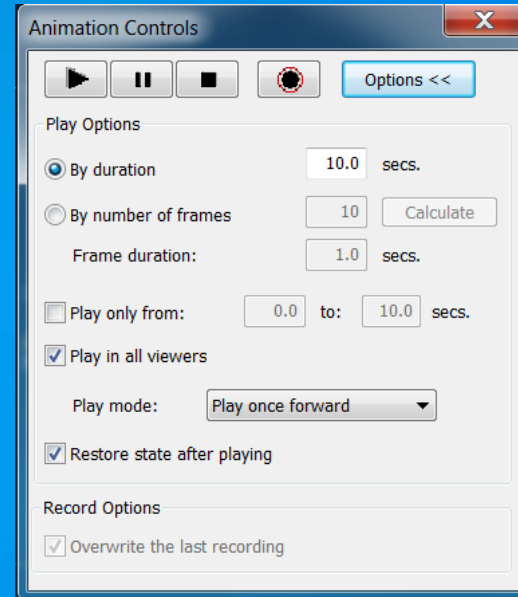 Animation Controls
Options <<
Play Options
By duration 10.0 secs.
By number of frames 10 Calculate
Frame duration: 1.0 secs.
Play only from: 0.0 to: 10.0 secs.
Play in all viewers
Play mode: Play once forward
Restore state after playing
Record Options
Overwrite the last recording